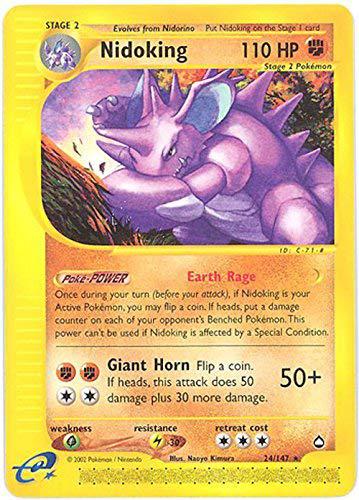 STAGE 2
Evolves from Nidorino
Put Nidoking on the Stage 1 card
Nidoking
110 HP
Stage 2 Pokémon
ID: C-71-#
Poké-POWER
Earth Rage
Once during your turn (before your attack), if Nidoking is your
Active Pokémon, you may flip a coin. If heads, put a damage
counter on each of your opponent's Benched Pokémon. This
power can't be used if Nidoking is affected by a Special Condition.
Giant Horn Flip a coin.
If heads, this attack does 50
damage plus 30 more damage.
50+
weakness
resistance
retreat cost
-30
Illus. Naoyo Kimura
24/147 ★
e
©2002 Pokémon / Nintendo